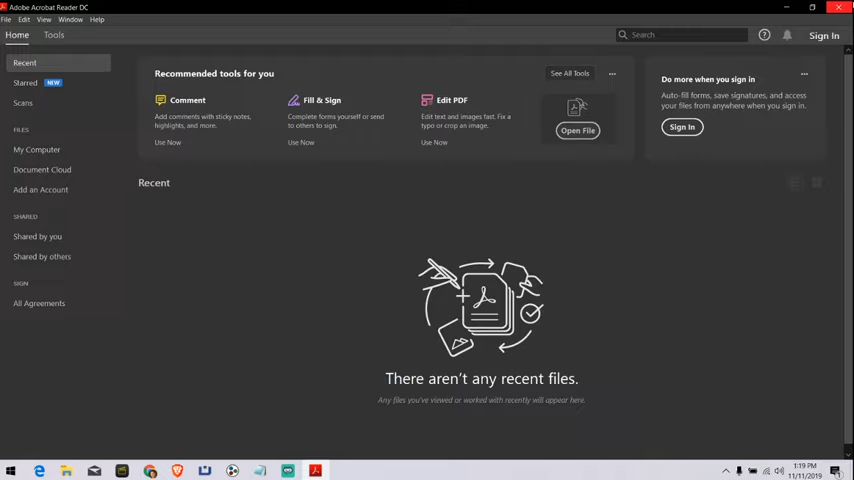 Adobe Acrobat Reader DC
File Edit View Window Help
Home Tools
Search
Sign In
Recent
Starred NEW
Scans
FILES
My Computer
Document Cloud
Add an Account
SHARED
Shared by you
Shared by others
SIGN
All Agreements
Recommended tools for you
See All Tools
Comment
Add comments with sticky notes,
highlights, and more.
Use Now
Fill & Sign
Complete forms yourself or send
to others to sign.
Use Now
Edit PDF
Edit text and images fast. Fix a
typo or crop an image.
Use Now
Open File
Do more when you sign in
Auto-fill forms, save signatures, and access
your files from anywhere when you sign in.
Sign In
Recent
There aren't any recent files.
Any files you've viewed or worked with recently will appear here.
1:19 PM
11/11/2019